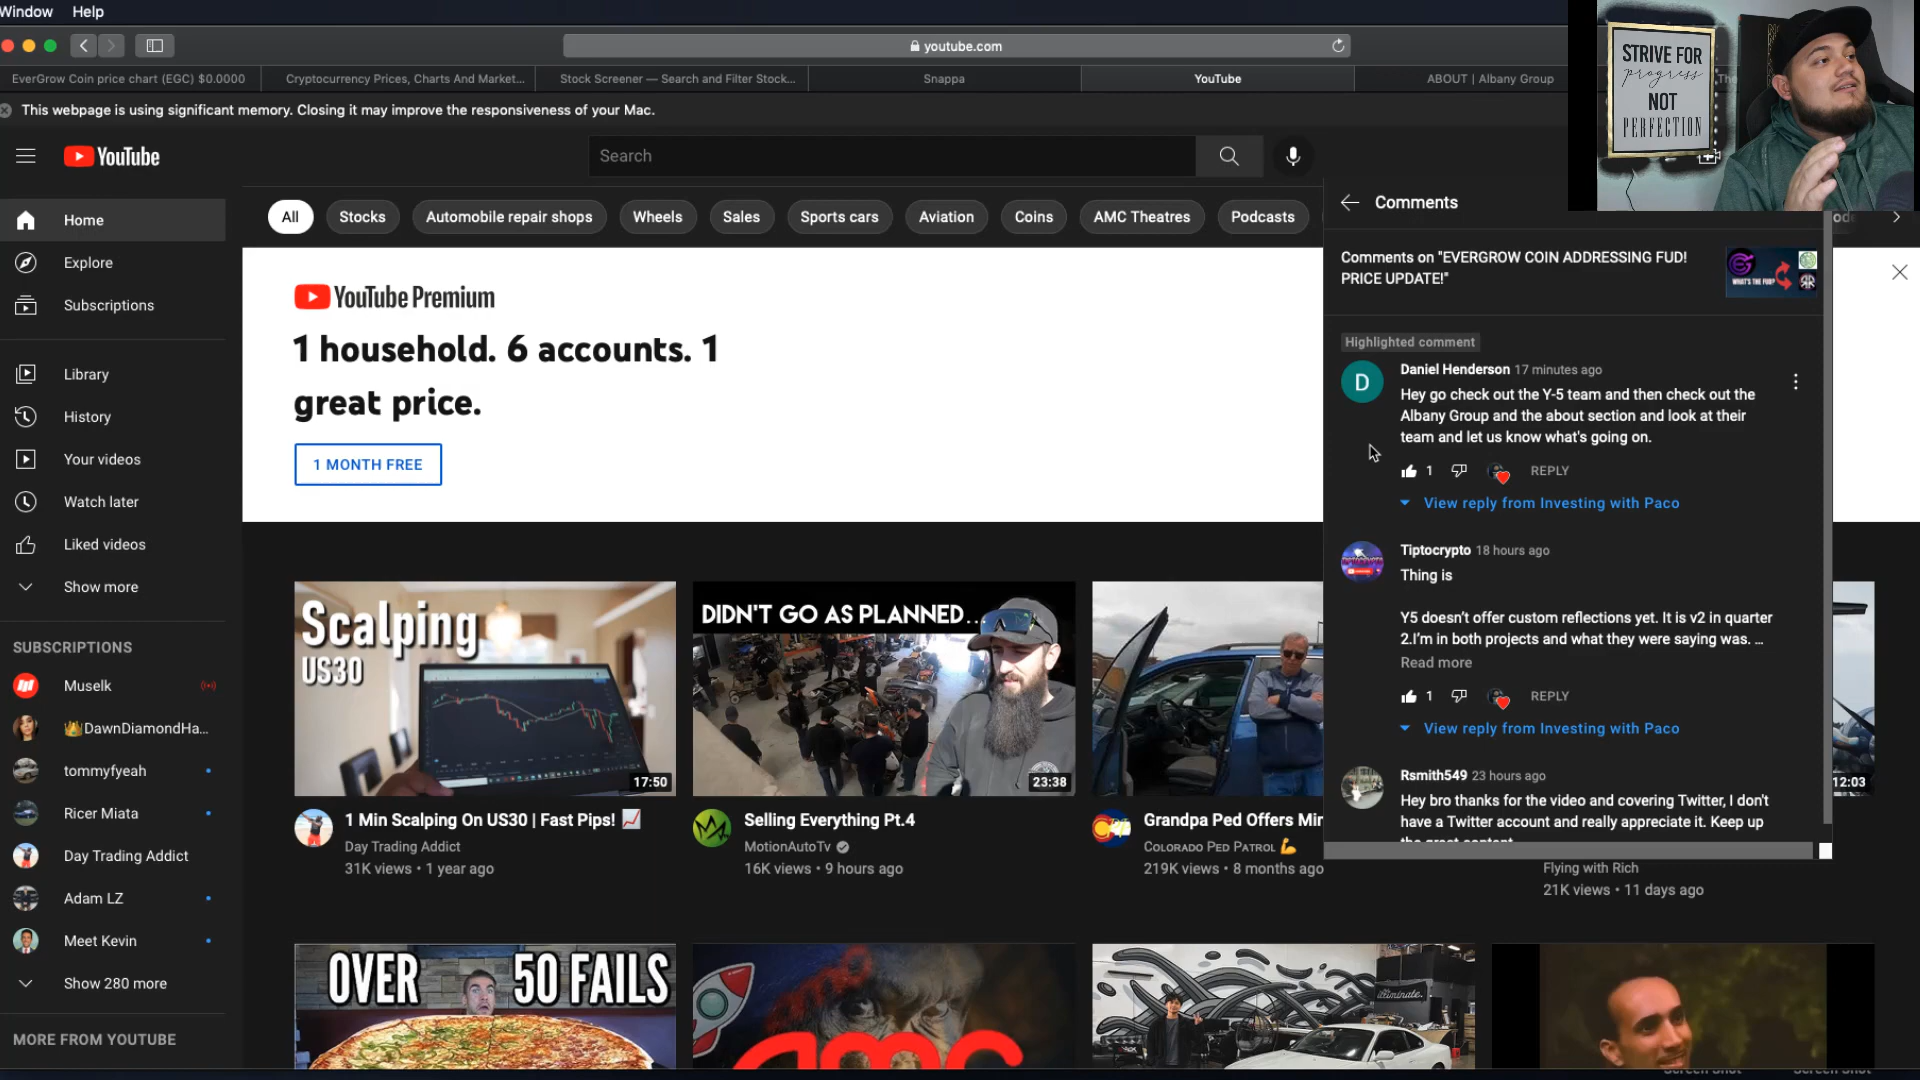 Window Help
youtube.com
EverGrow Coin price chart (EGC) $0.0000
Cryptocurrency Prices, Charts And Market...
Stock Screener — Search and Filter Stock...
Snappa
YouTube
ABOUT | Albany Group
This webpage is using significant memory. Closing it may improve the responsiveness of your Mac.
STRIVE FOR
progress
NOT
PERFECTION
YouTube
Search
Home
Explore
Subscriptions
Library
History
Your videos
Watch later
Liked videos
Show more
SUBSCRIPTIONS
Muselk
DawnDiamondHa...
tommyfyeah
Ricer Miata
Day Trading Addict
Adam LZ
Meet Kevin
Show 280 more
MORE FROM YOUTUBE
All
Stocks
Automobile repair shops
Wheels
Sales
Sports cars
Aviation
Coins
AMC Theatres
Podcasts
YouTube Premium
1 household. 6 accounts. 1
great price.
1 MONTH FREE
Scalping
US30
17:50
1 Min Scalping On US30 | Fast Pips!
Day Trading Addict
31K views • 1 year ago
DIDN'T GO AS PLANNED...
23:38
Selling Everything Pt.4
MotionAutoTv
16K views • 9 hours ago
Grandpa Ped Offers Mir
Colorado Ped Patrol
219K views • 8 months ago
12:03
Flying with Rich
21K views • 11 days ago
OVER 50 FAILS
amc
illuminate.
Comments
Comments on "EVERGROW COIN ADDRESSING FUD!
PRICE UPDATE!"
WHAT'S THE FUD?
Highlighted comment
D
Daniel Henderson 17 minutes ago
Hey go check out the Y-5 team and then check out the
Albany Group and the about section and look at their
team and let us know what's going on.
1 REPLY
View reply from Investing with Paco
Tiptocrypto 18 hours ago
Thing is
Y5 doesn't offer custom reflections yet. It is v2 in quarter
2.I'm in both projects and what they were saying was. ...
Read more
1 REPLY
View reply from Investing with Paco
Rsmith549 23 hours ago
Hey bro thanks for the video and covering Twitter, I don't
have a Twitter account and really appreciate it. Keep up
the great content